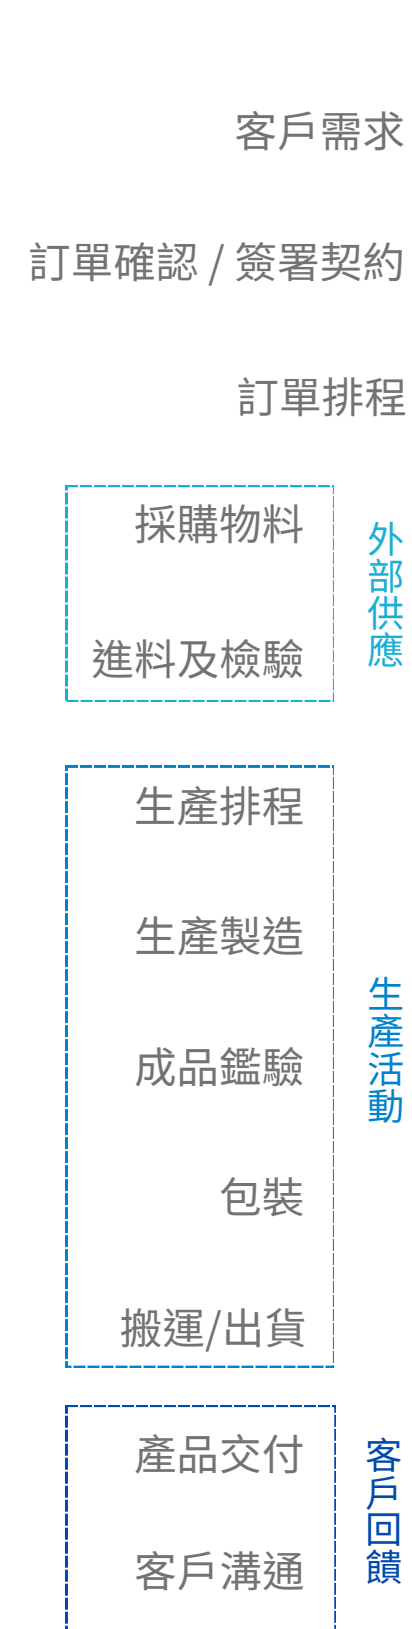 客戶需求
訂單確認 / 簽署契約
訂單排程
採購物料
進料及檢驗
外部供應
生產排程
生產製造
成品鑑驗
包裝
搬運/出貨
生產活動
產品交付
客戶溝通
客戶回饋